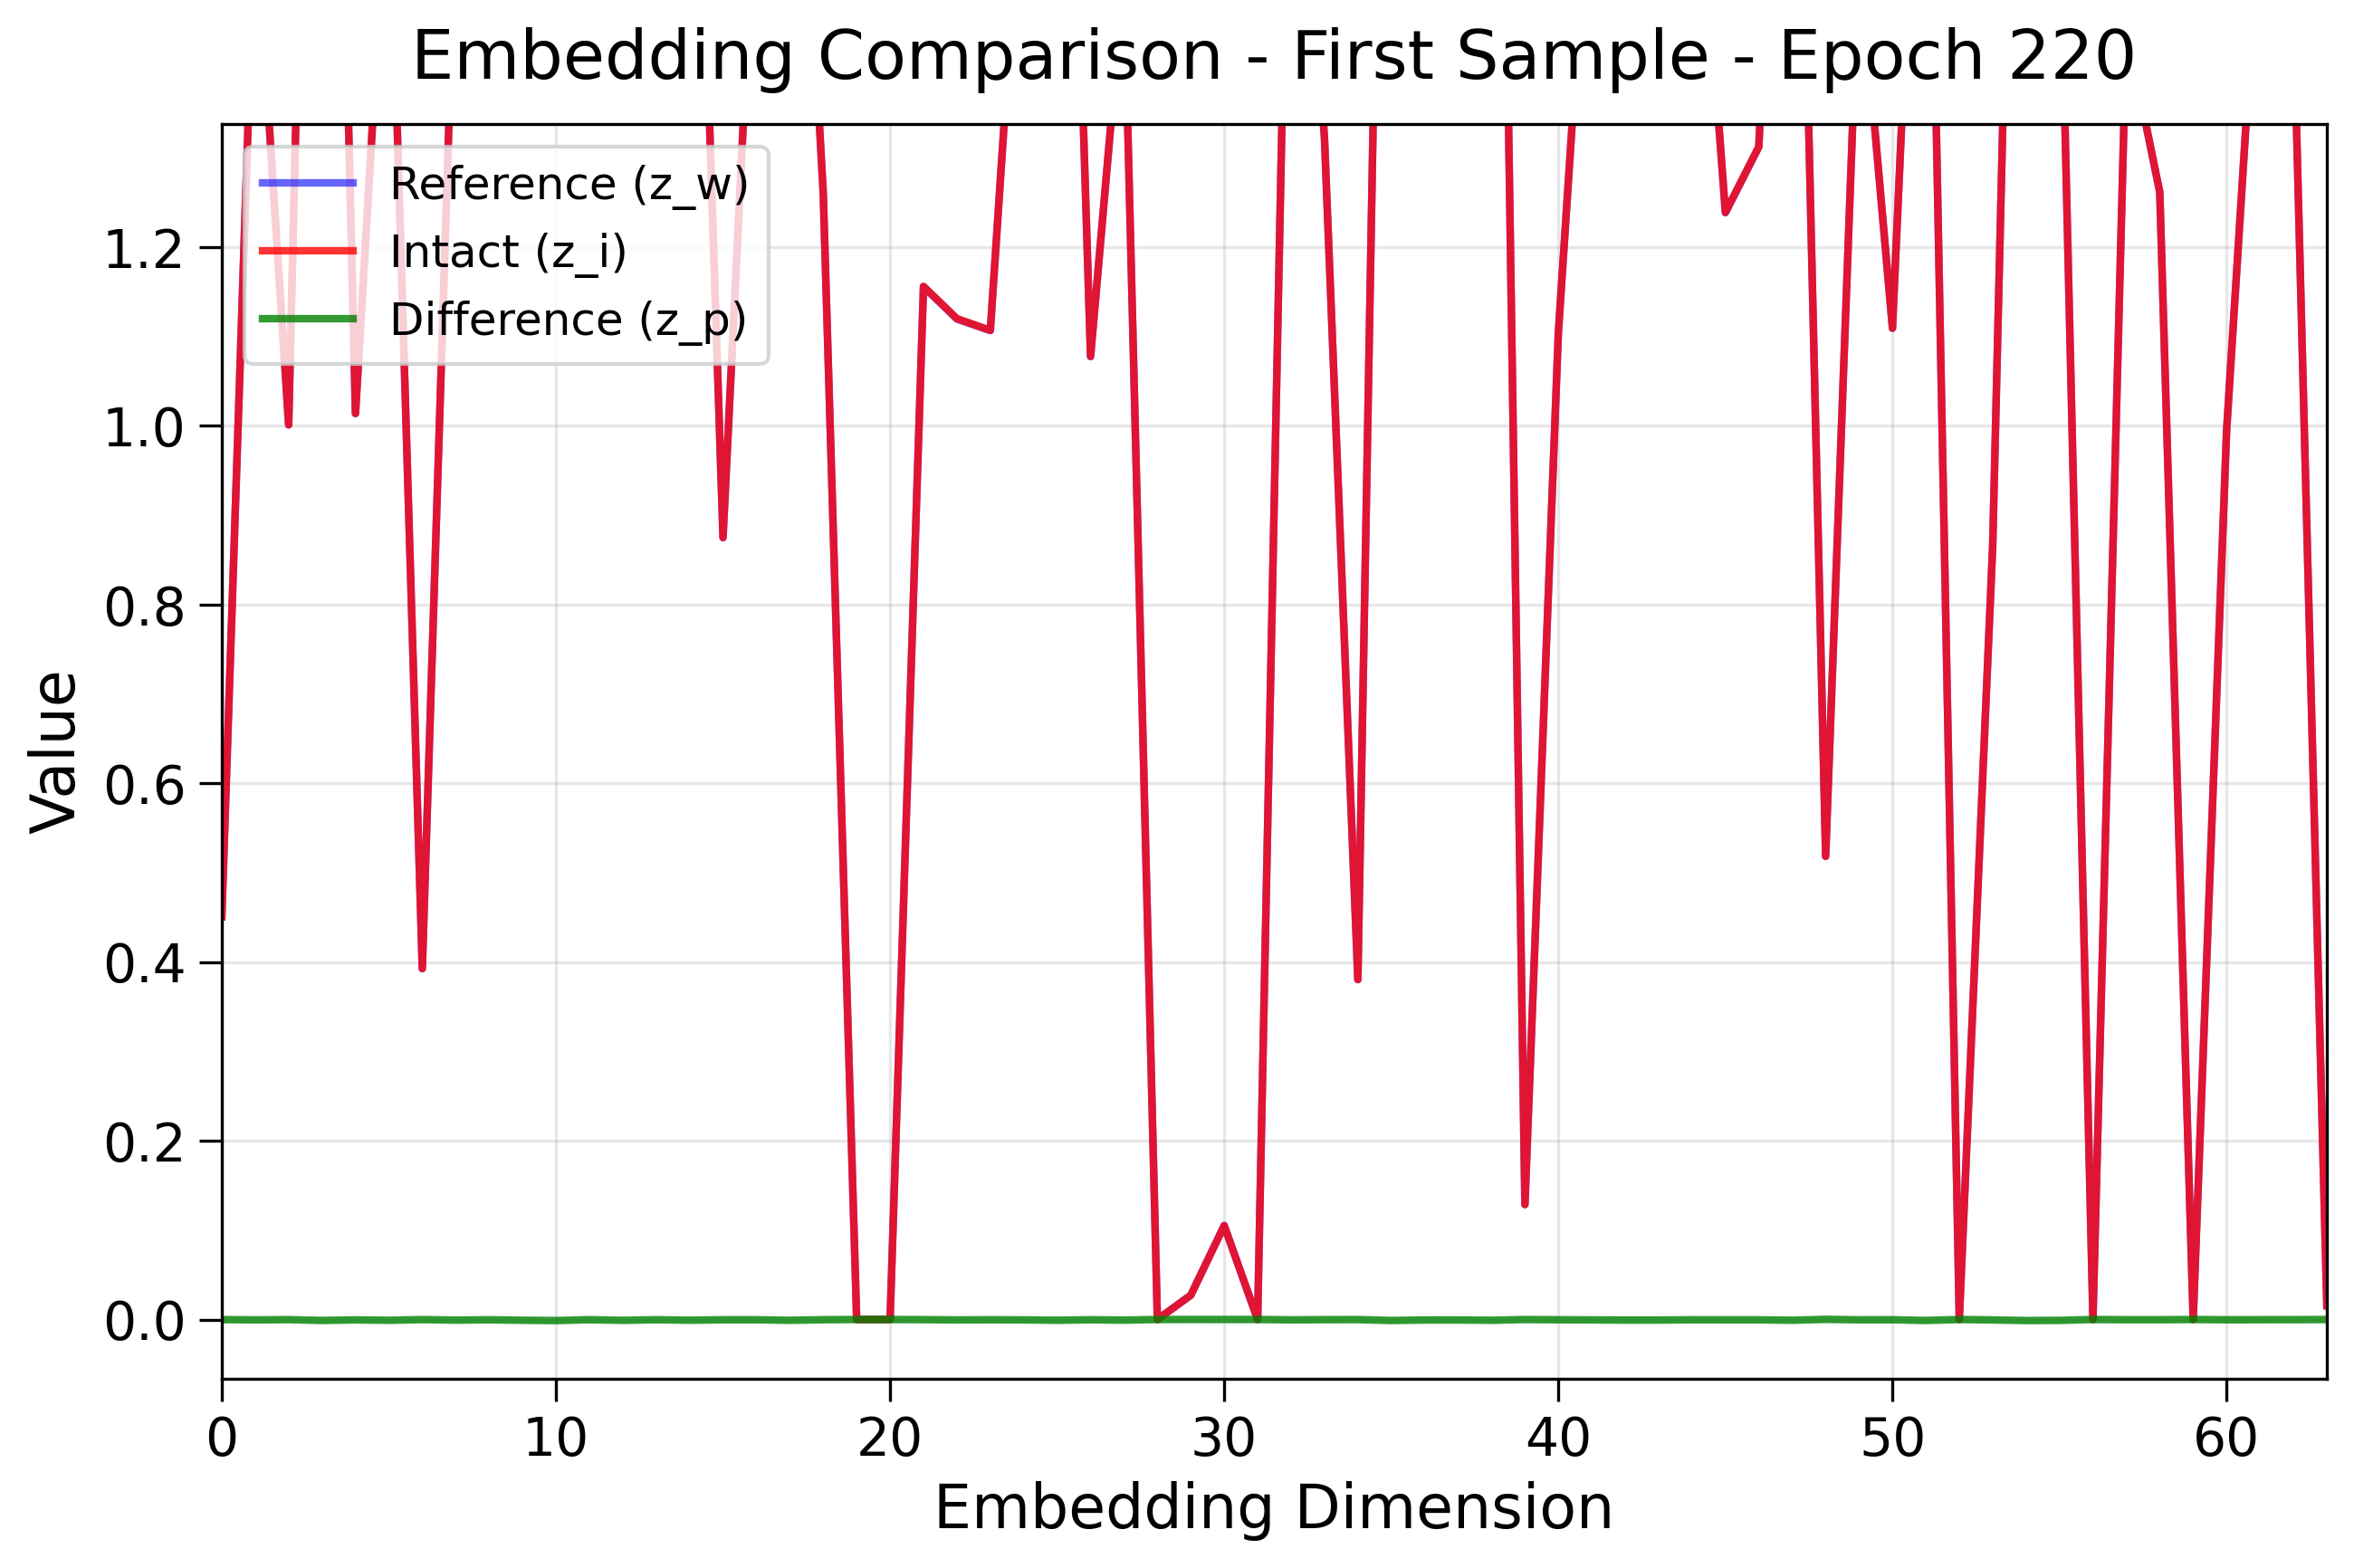 Embedding Comparison - First Sample - Epoch 220
Reference (z_w)
Intact (z_i)
Difference (z_p)
1.2
1.0
0.8
0.6
0.4
0.2
0.0
Value
0 10 20 30 40 50 60
Embedding Dimension